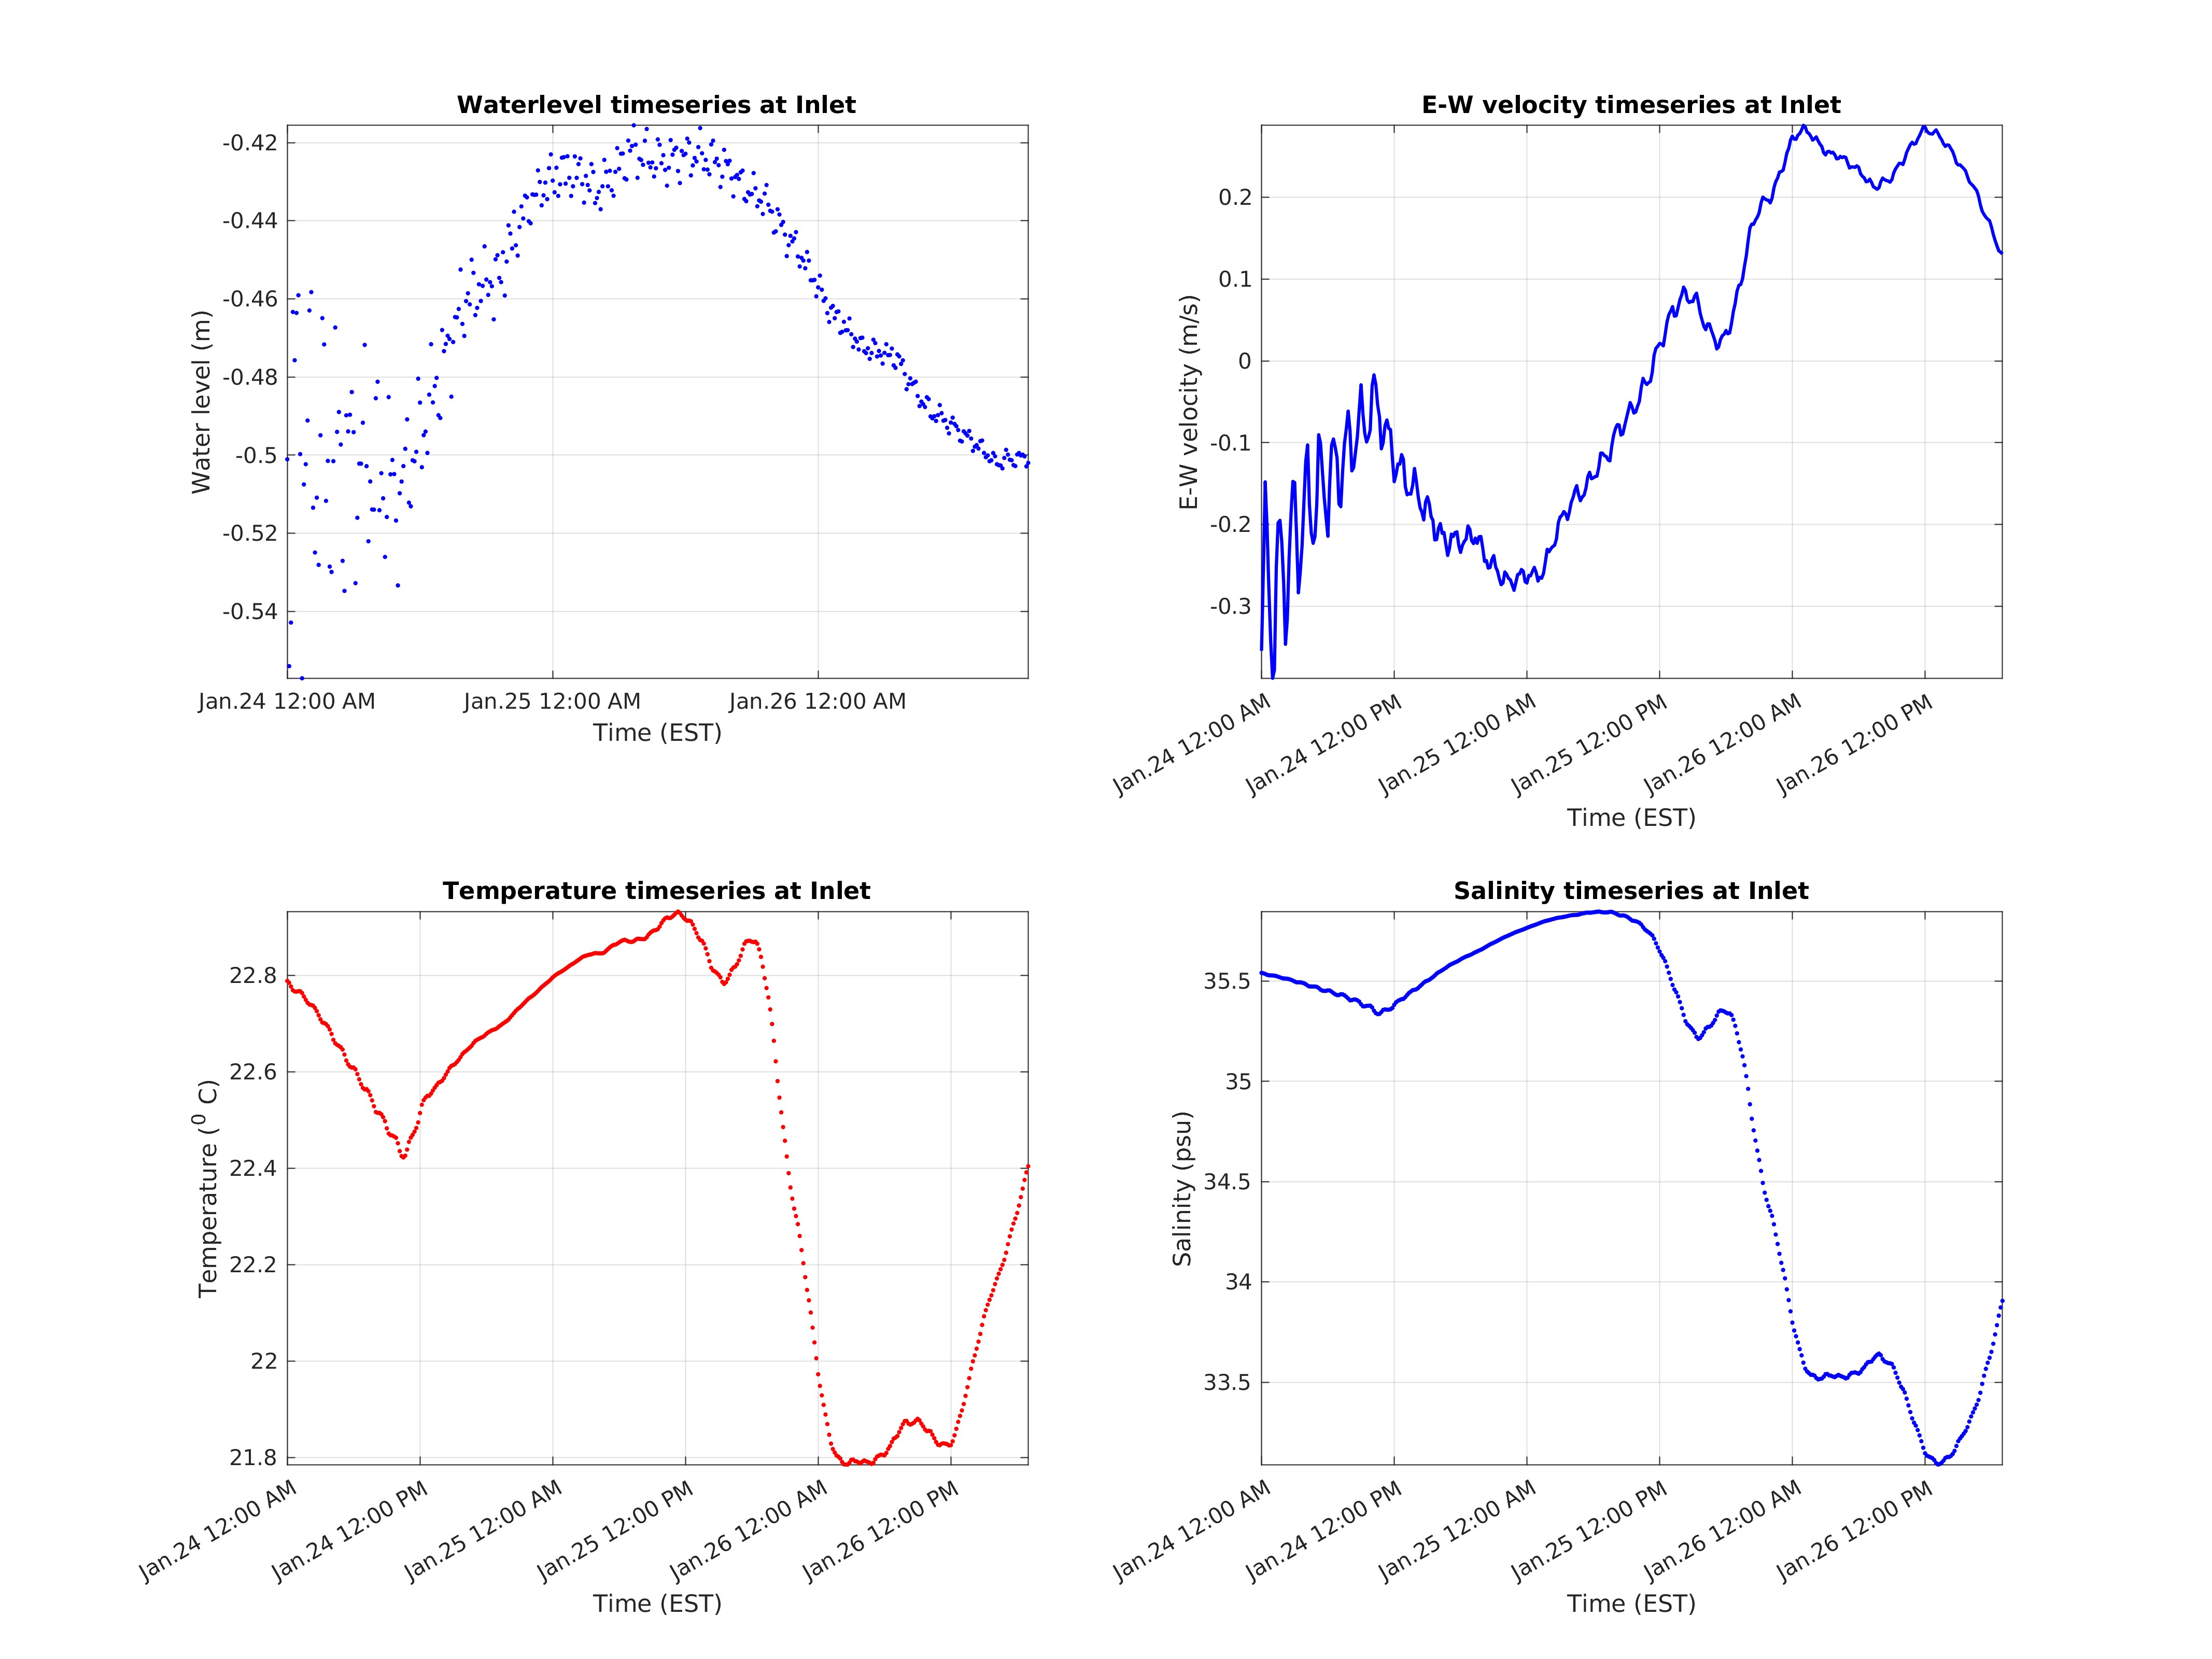 Waterlevel timeseries at Inlet
-0.42
-0.44
-0.46
-0.48
-0.5
-0.52
-0.54
Water level (m)
Jan.24 12:00 AM
Jan.25 12:00 AM
Jan.26 12:00 AM
Time (EST)
E-W velocity timeseries at Inlet
0.2
0.1
0
-0.1
-0.2
-0.3
E-W velocity (m/s)
Jan.24 12:00 AM
Jan.24 12:00 PM
Jan.25 12:00 AM
Jan.25 12:00 PM
Jan.26 12:00 AM
Jan.26 12:00 PM
Time (EST)
Temperature timeseries at Inlet
22.8
22.6
22.4
22.2
22
21.8
Temperature (⁰ C)
Jan.24 12:00 AM
Jan.24 12:00 PM
Jan.25 12:00 AM
Jan.25 12:00 PM
Jan.26 12:00 AM
Jan.26 12:00 PM
Time (EST)
Salinity timeseries at Inlet
35.5
35
34.5
34
33.5
Salinity (psu)
Jan.24 12:00 AM
Jan.24 12:00 PM
Jan.25 12:00 AM
Jan.25 12:00 PM
Jan.26 12:00 AM
Jan.26 12:00 PM
Time (EST)